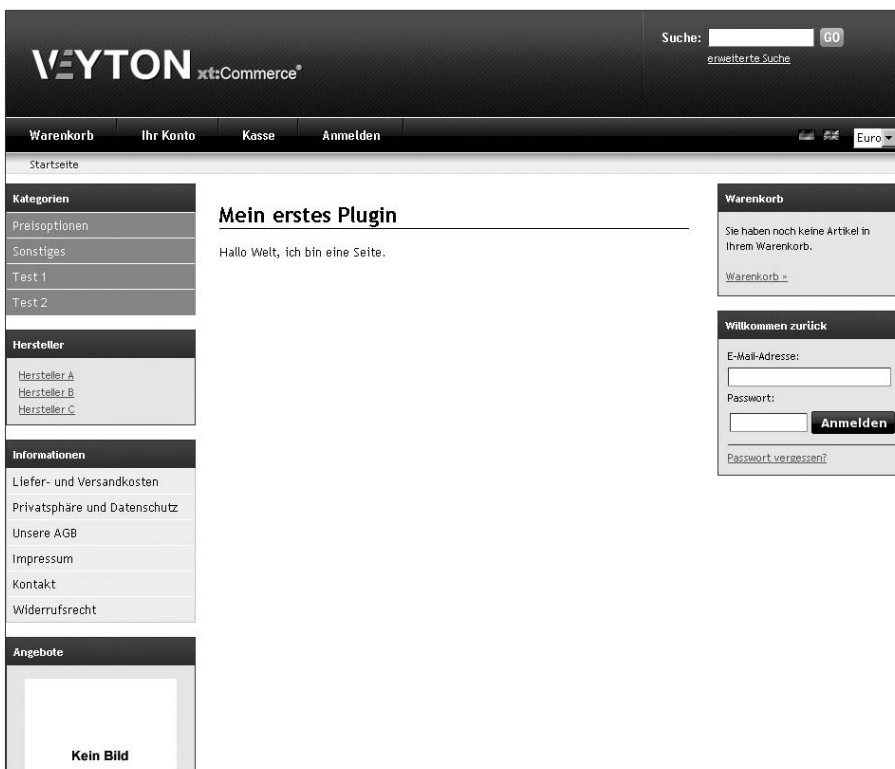 Suche: GO
erweiterte Suche
VEYTON xt:Commerce®
Warenkorb Ihr Konto Kasse Anmelden Euro
Startseite
Kategorien
Preisoptionen
Sonstiges
Test 1
Test 2
Hersteller
Hersteller A
Hersteller B
Hersteller C
Informationen
Liefer- und Versandkosten
Privatsphäre und Datenschutz
Unsere AGB
Impressum
Kontakt
Widerrufsrecht
Angebote
Kein Bild
Mein erstes Plugin
Hallo Welt, ich bin eine Seite.
Warenkorb
Sie haben noch keine Artikel in
Ihrem Warenkorb.
Warenkorb »
Willkommen zurück
E-Mail-Adresse:
Passwort:
Anmelden
Passwort vergessen?